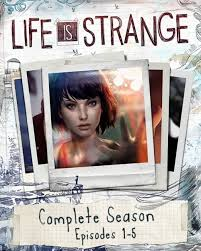 LIFE IS STRANGE
Complete Season
Episodes 1-5